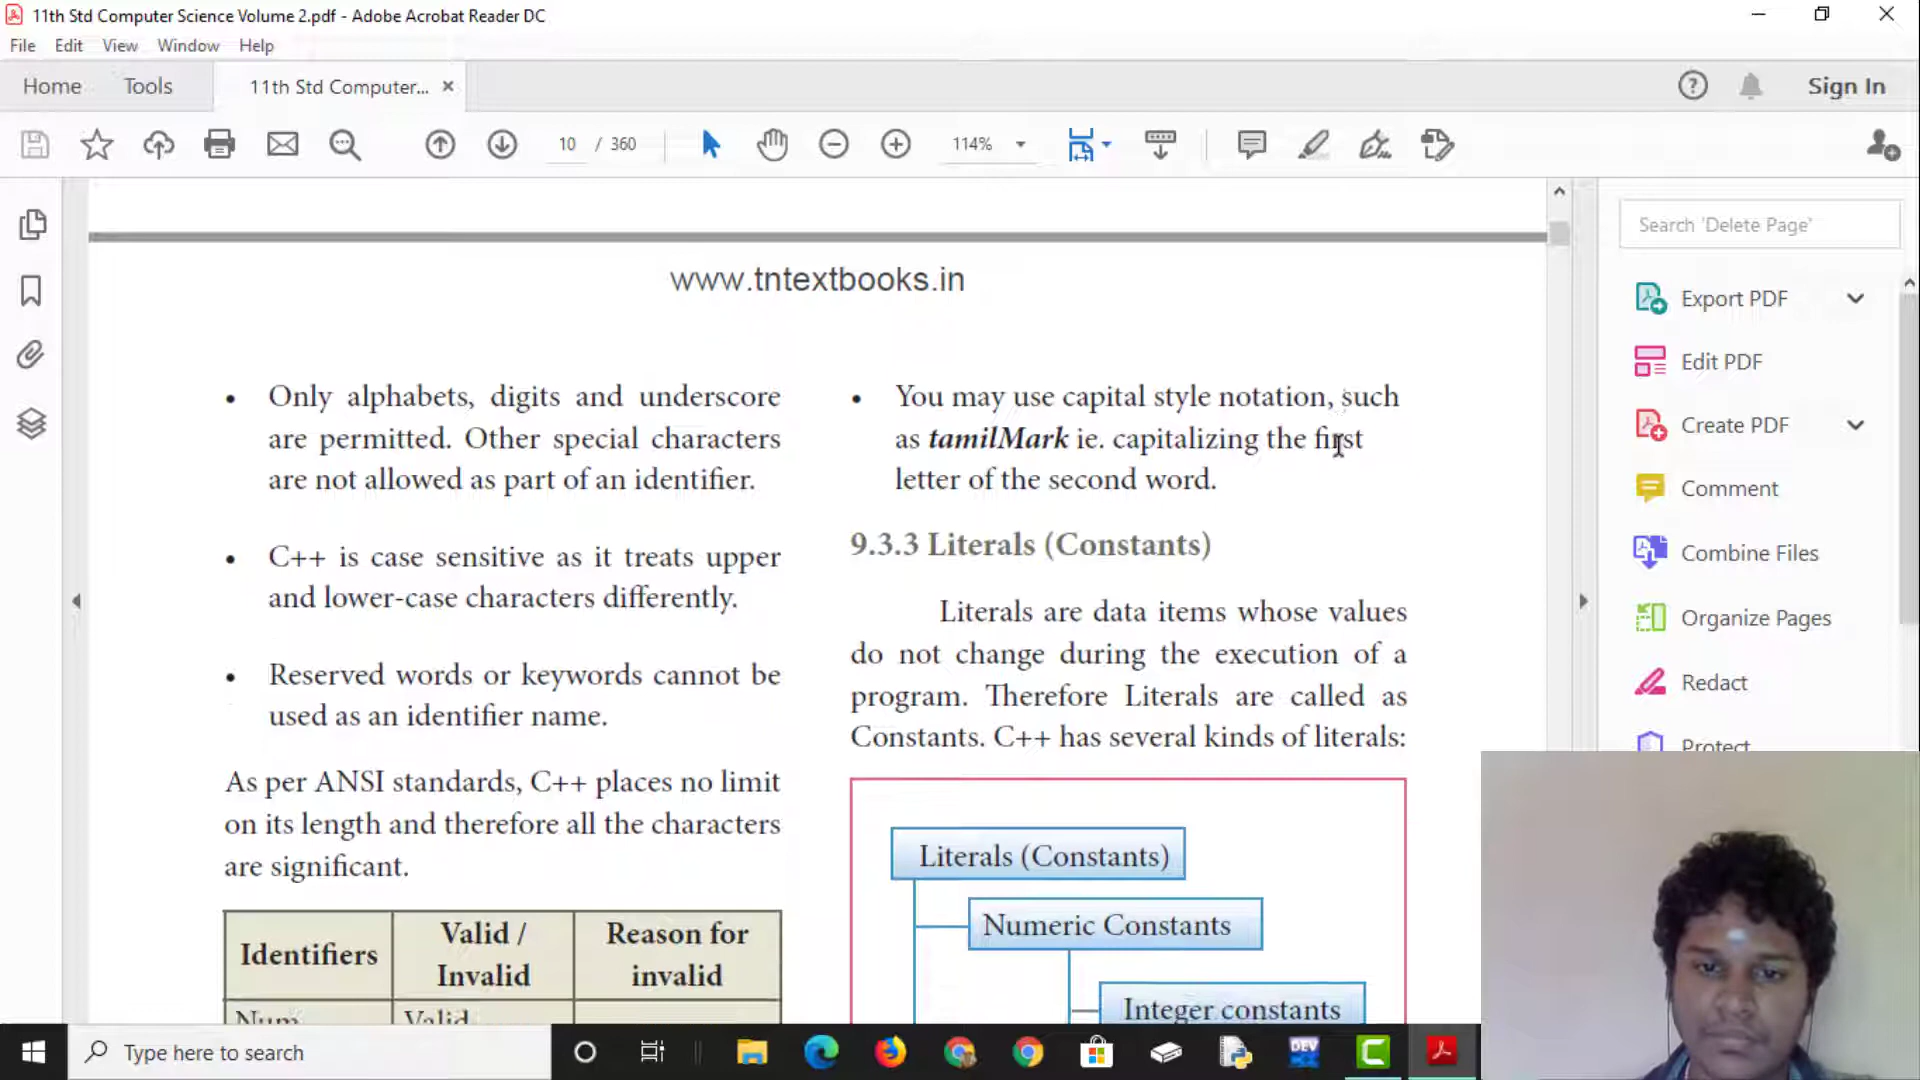 11th Std Computer Science Volume 2.pdf - Adobe Acrobat Reader DC
File Edit View Window Help
Home Tools 11th Std Computer... × Sign In
10 / 360 114%
Search 'Delete Page'
www.tntextbooks.in
• Only alphabets, digits and underscore
are permitted. Other special characters
are not allowed as part of an identifier.
• C++ is case sensitive as it treats upper
and lower-case characters differently.
• Reserved words or keywords cannot be
used as an identifier name.
As per ANSI standards, C++ places no limit
on its length and therefore all the characters
are significant.
Identifiers Valid / Invalid Reason for invalid
Num Valid
• You may use capital style notation, such
as tamilMark ie. capitalizing the first
letter of the second word.
9.3.3 Literals (Constants)
Literals are data items whose values
do not change during the execution of a
program. Therefore Literals are called as
Constants. C++ has several kinds of literals:
Literals (Constants)
Numeric Constants
Integer constants
Export PDF
Edit PDF
Create PDF
Comment
Combine Files
Organize Pages
Redact
Protect
Type here to search
DEV